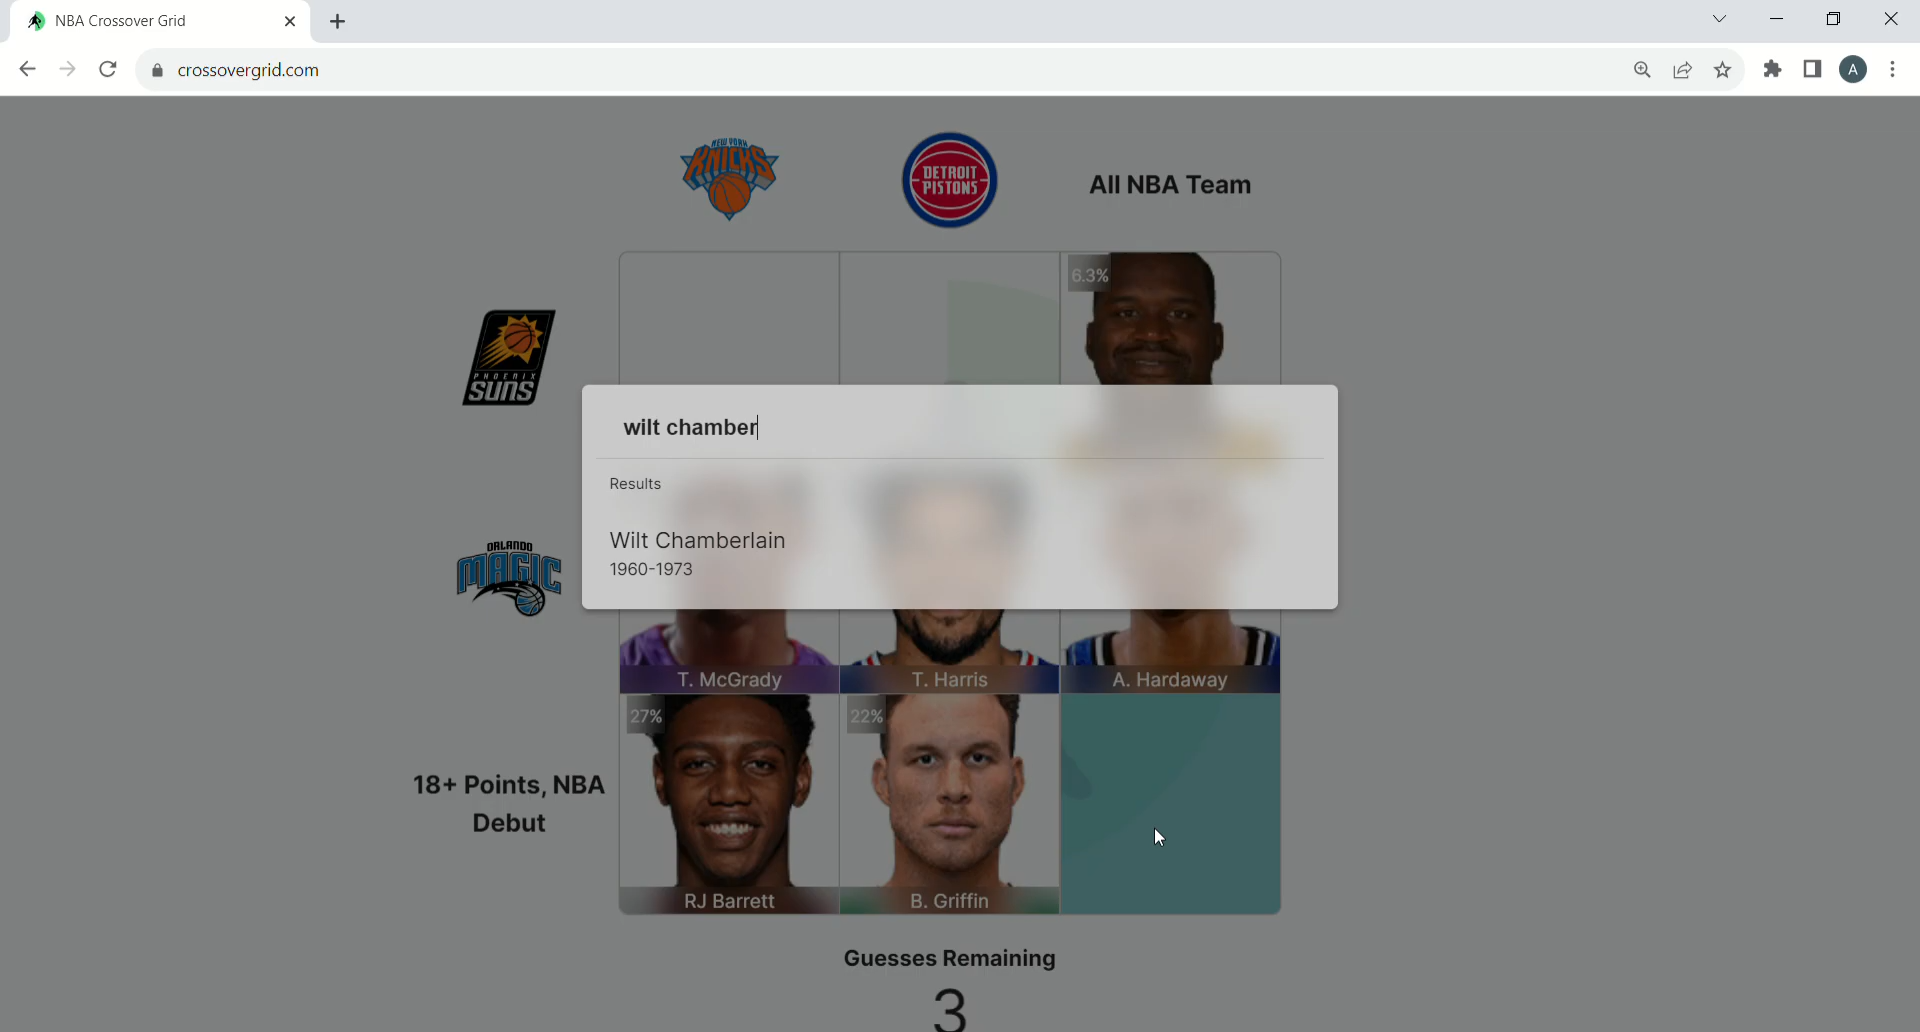 NBA Crossover Grid
crossovergrid.com
A
NEW YORK
KNICKS
DETROIT
PISTONS
All NBA Team
6.3%
PHOENIX
SUNS
wilt chamber
Results
Wilt Chamberlain
1960-1973
ORLANDO
MAGIC
T. McGrady
T. Harris
A. Hardaway
27%
22%
18+ Points, NBA
Debut
RJ Barrett
B. Griffin
Guesses Remaining
3